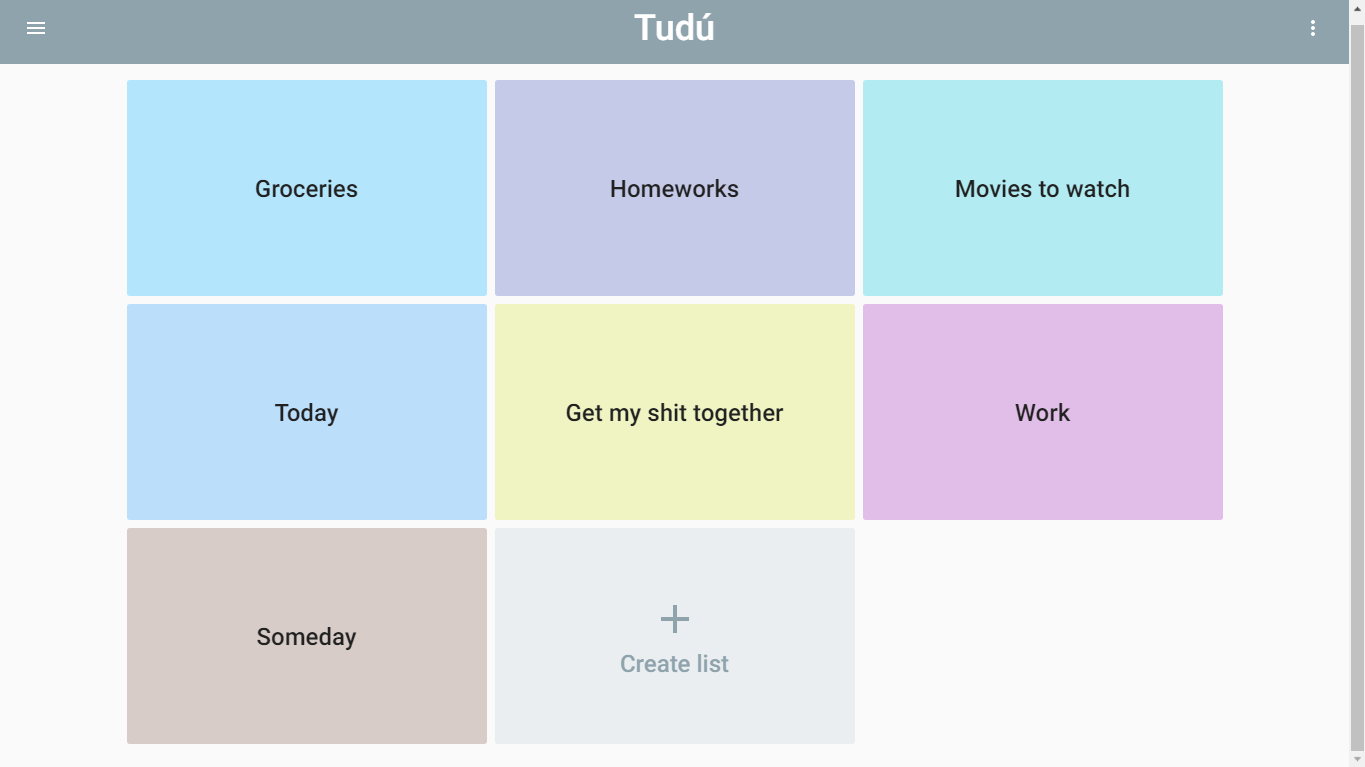 Tudú
Groceries
Homeworks
Movies to watch
Today
Get my shit together
Work
Someday
Create list